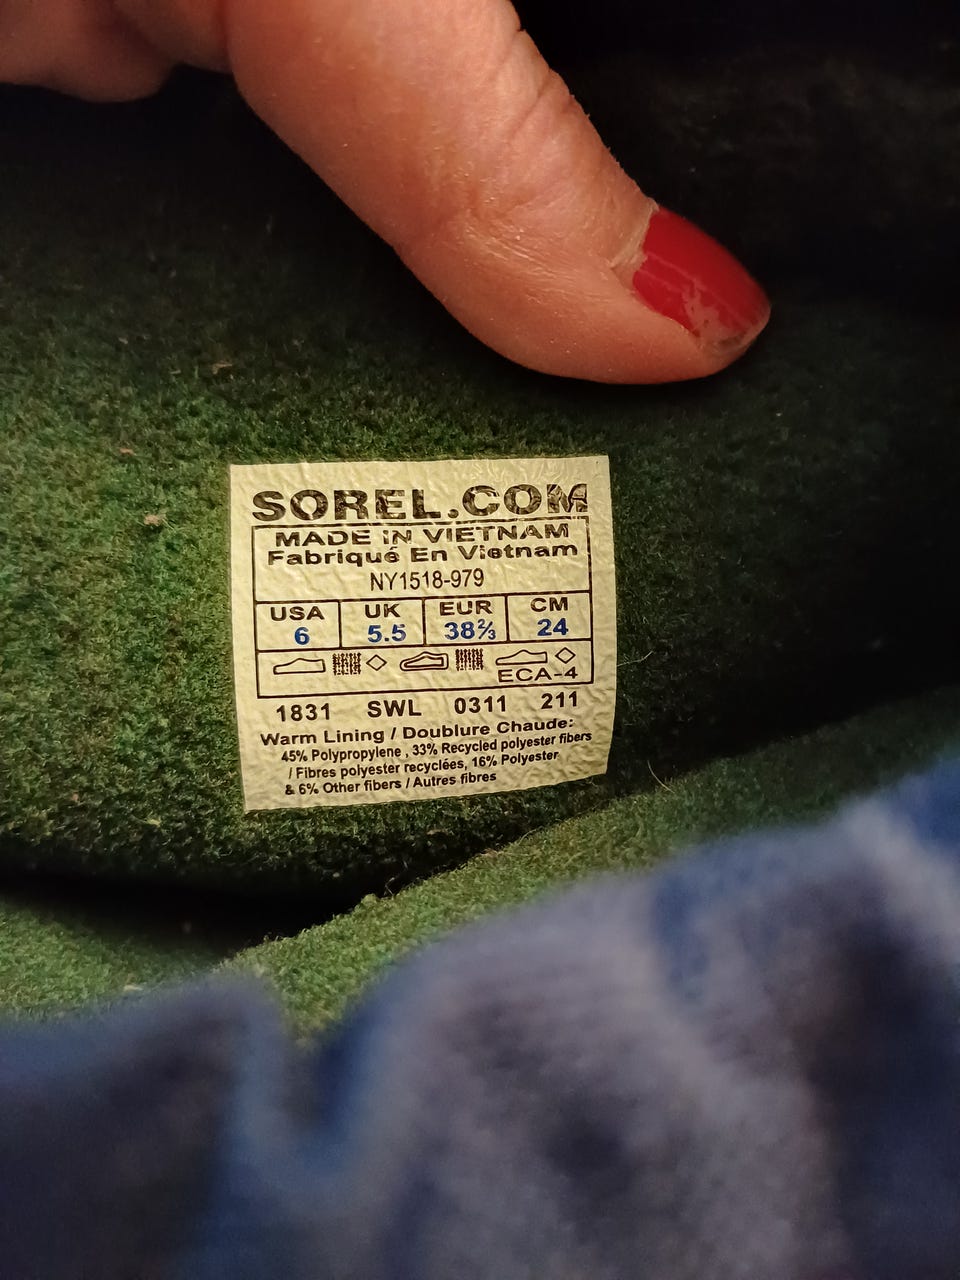 SOREL.COM
MADE IN VIETNAM
Fabriqué En Vietnam
NY1518-979
USA UK EUR CM
6 5.5 38⅔ 24
ECA-4
1831 SWL 0311 211
Warm Lining / Doublure Chaude:
45% Polypropylene , 33% Recycled polyester fibers
/ Fibres polyester recyclées, 16% Polyester
& 6% Other fibers / Autres fibres